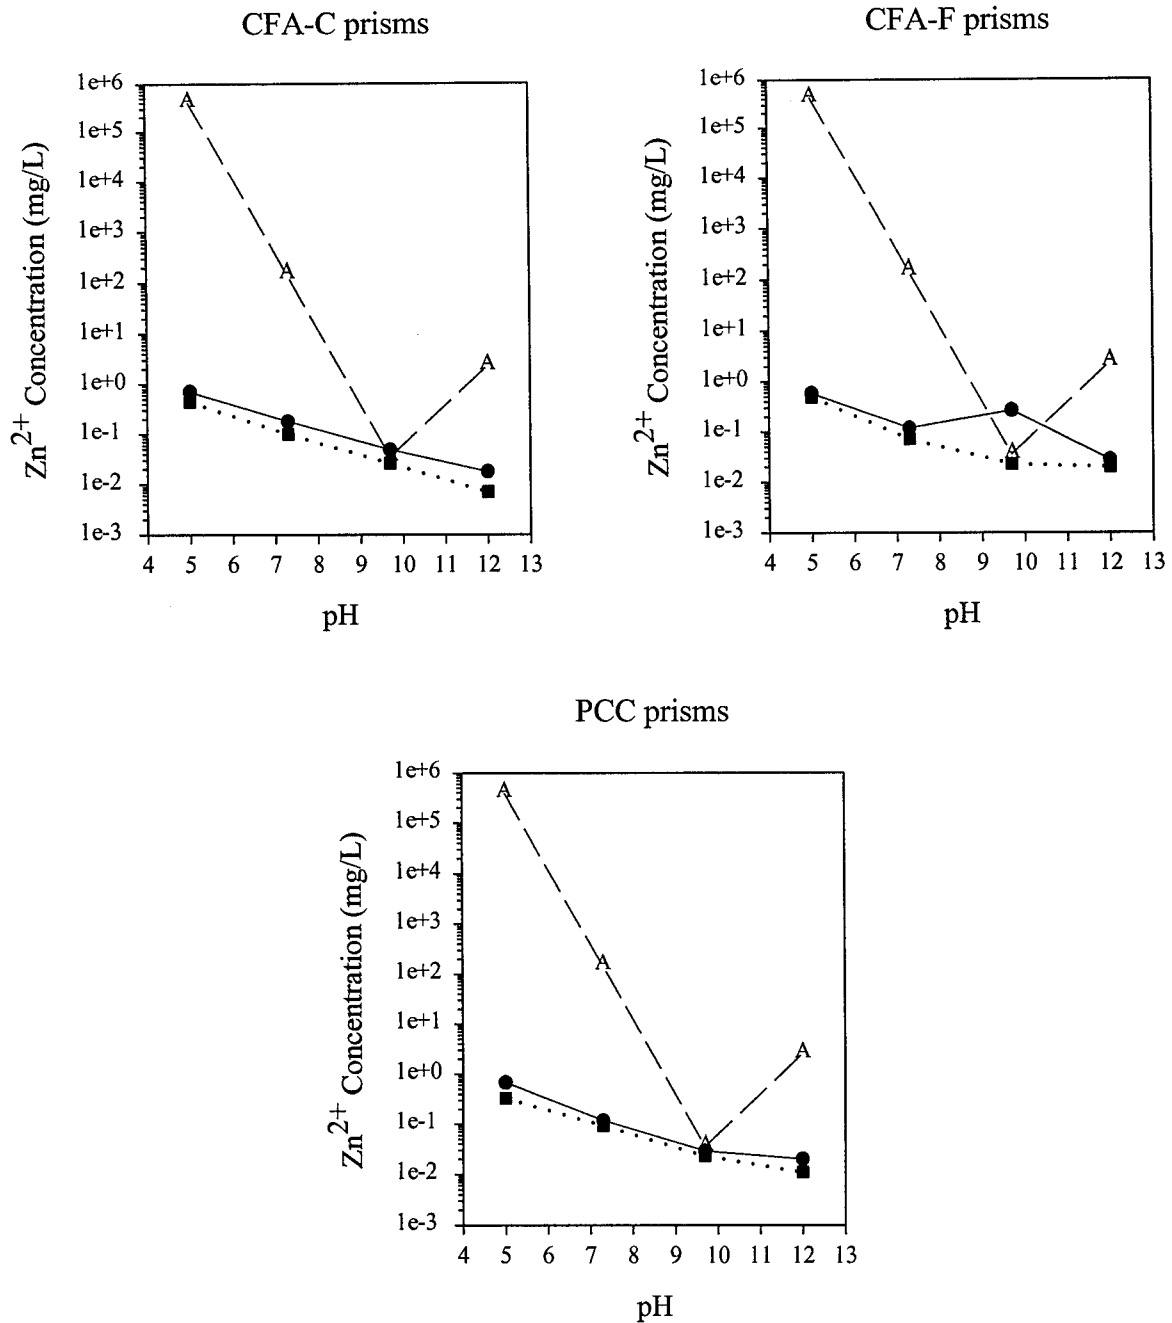 CFA-C prisms
1e+6
1e+5
1e+4
1e+3
1e+2
1e+1
1e+0
1e-1
1e-2
1e-3
Zn2+ Concentration (mg/L)
A
A
A
4 5 6 7 8 9 10 11 12 13
pH
CFA-F prisms
1e+6
1e+5
1e+4
1e+3
1e+2
1e+1
1e+0
1e-1
1e-2
1e-3
Zn2+ Concentration (mg/L)
A
A
A
A
4 5 6 7 8 9 10 11 12 13
pH
PCC prisms
1e+6
1e+5
1e+4
1e+3
1e+2
1e+1
1e+0
1e-1
1e-2
1e-3
Zn2+ Concentration (mg/L)
A
A
A
A
4 5 6 7 8 9 10 11 12 13
pH